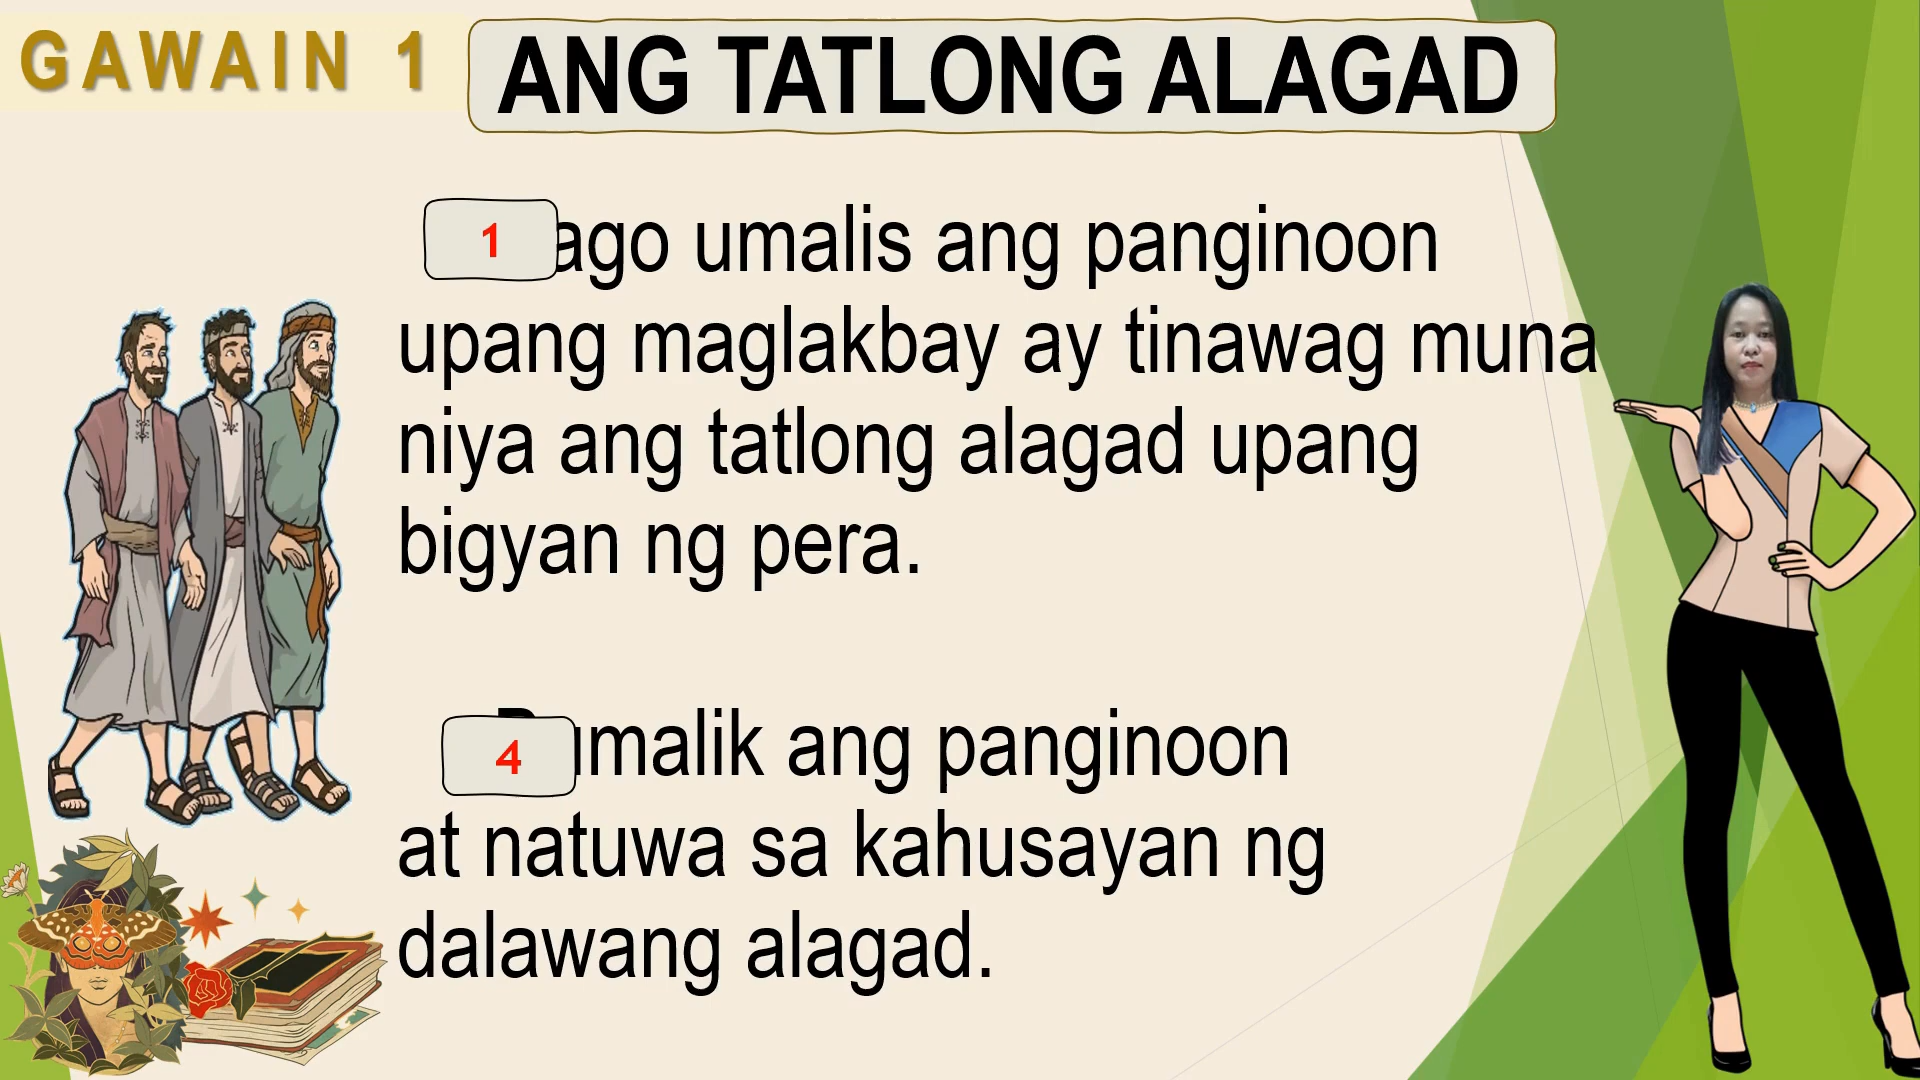 GAWAIN 1
ANG TATLONG ALAGAD
1 ago umalis ang panginoon
upang maglakbay ay tinawag muna
niya ang tatlong alagad upang
bigyan ng pera.
4 umalik ang panginoon
at natuwa sa kahusayan ng
dalawang alagad.